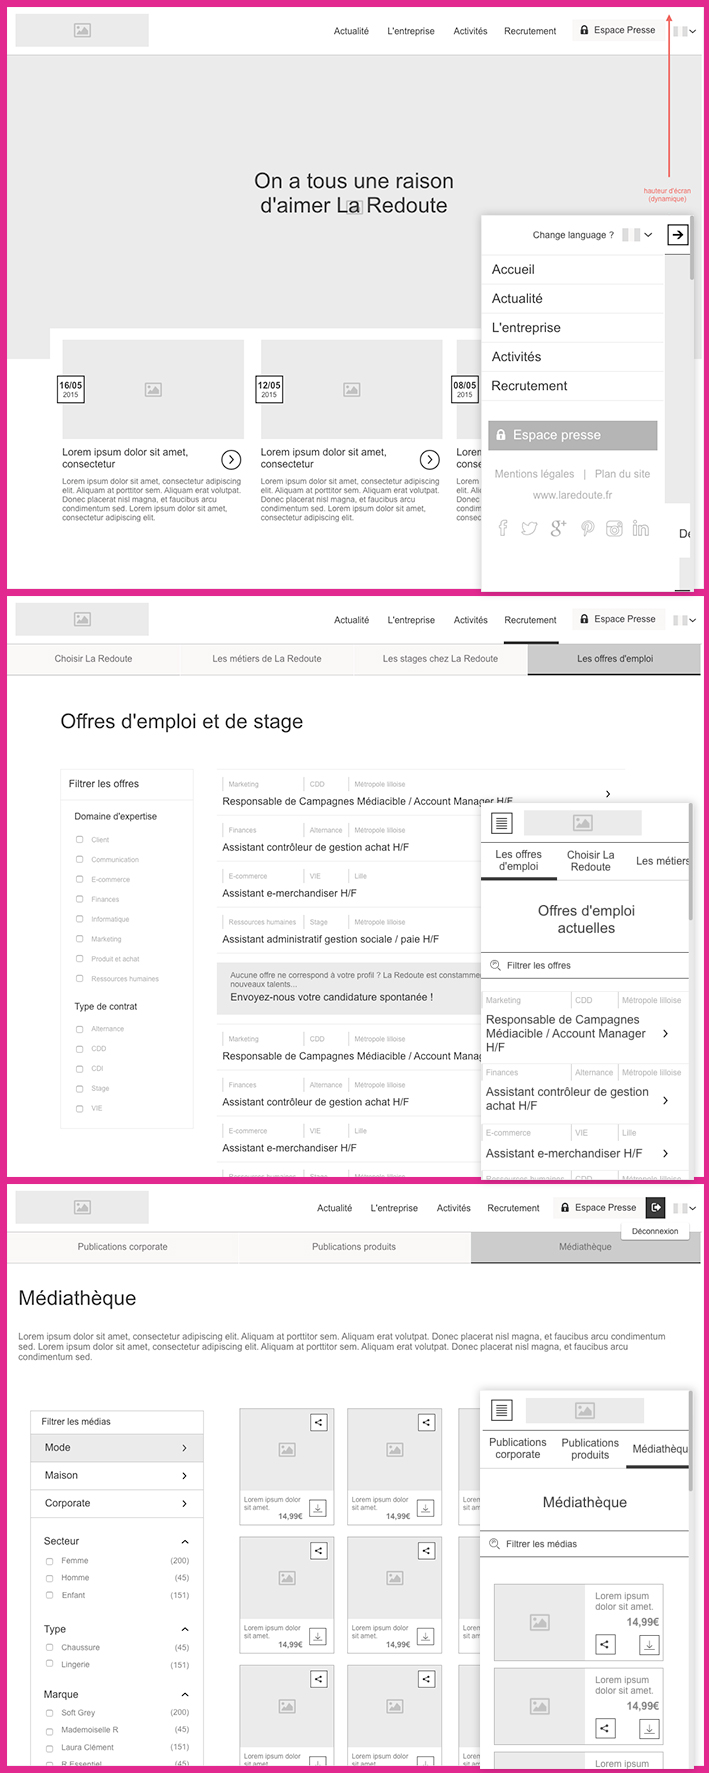 Actualité
L'entreprise
Activités
Recrutement
Espace Presse
hauteur d'écran
(dynamique)
On a tous une raison
d'aimer La Redoute
Change language ?
Accueil
Actualité
L'entreprise
Activités
Recrutement
Espace presse
Mentions légales | Plan du site
www.laredoute.fr
16/05
2015
Lorem ipsum dolor sit amet,
consectetur
Lorem ipsum dolor sit amet, consectetur adipiscing
elit. Aliquam at porttitor sem. Aliquam erat volutpat.
Donec placerat nisl magna, et faucibus arcu
condimentum sed. Lorem ipsum dolor sit amet,
consectetur adipiscing elit.
12/05
2015
Lorem ipsum dolor sit amet,
consectetur
Lorem ipsum dolor sit amet, consectetur adipiscing
elit. Aliquam at porttitor sem. Aliquam erat volutpat.
Donec placerat nisl magna, et faucibus arcu
condimentum sed. Lorem ipsum dolor sit amet,
consectetur adipiscing elit.
08/05
2015
Actualité
L'entreprise
Activités
Recrutement
Espace Presse
Choisir La Redoute
Les métiers de La Redoute
Les stages chez La Redoute
Les offres d'emploi
Offres d'emploi et de stage
Filtrer les offres
Domaine d'expertise
Client
Communication
E-commerce
Finances
Informatique
Marketing
Produit et achat
Ressources humaines
Type de contrat
Alternance
CDD
CDI
Stage
VIE
Marketing | CDD | Métropole lilloise
Responsable de Campagnes Médiacible / Account Manager H/F
Finances | Alternance | Métropole lilloise
Assistant contrôleur de gestion achat H/F
E-commerce | VIE | Lille
Assistant e-merchandiser H/F
Ressources humaines | Stage | Métropole lilloise
Assistant administratif gestion sociale / paie H/F
Aucune offre ne correspond à votre profil ? La Redoute est
nouveaux talents...
Envoyez-nous votre candidature spontanée !
Marketing | CDD | Métropole lilloise
Responsable de Campagnes Médiacible / Account
Finances | Alternance | Métropole lilloise
Assistant contrôleur de gestion achat H/F
E-commerce | VIE | Lille
Assistant e-merchandiser H/F
Ressources humaines | Stage | Métropole lilloise
Les offres
d'emploi
Choisir La
Redoute
Les métiers
Offres d'emploi
actuelles
Filtrer les offres
Marketing | CDD | Métropole lilloise
Responsable de Campagnes
Médiacible / Account Manager
H/F
Finances | Alternance | Métropole lilloise
Assistant contrôleur de gestion
achat H/F
E-commerce | VIE | Lille
Assistant e-merchandiser H/F
Ressources humaines | CDD | Métropole lilloise
Actualité
L'entreprise
Activités
Recrutement
Espace Presse
Déconnexion
Publications corporate
Publications produits
Médiathèque
Médiathèque
Lorem ipsum dolor sit amet, consectetur adipiscing elit. Aliquam at porttitor sem. Aliquam erat volutpat. Donec placerat nisl magna, et faucibus arcu condimentum
sed. Lorem ipsum dolor sit amet, consectetur adipiscing elit. Aliquam at porttitor sem. Aliquam erat volutpat. Donec placerat nisl magna, et faucibus arcu
condimentum sed.
Filtrer les médias
Mode
Maison
Corporate
Secteur
Femme (200)
Homme (45)
Enfant (151)
Type
Chaussure (45)
Lingerie (151)
Marque
Soft Grey (200)
Mademoiselle R (45)
Laura Clément (151)
R Essentiel (45)
Lorem ipsum dolor
sit amet.
14,99€
Lorem ipsum dolor
sit amet.
14,99€
Lorem ipsum dolor
sit amet.
14,99€
Lorem ipsum dolor
sit amet.
14,99€
Lorem ipsum dolor
sit amet.
Lorem ipsum dolor
sit amet.
Publications
corporate
Publications
produits
Médiathèqu
Médiathèque
Filtrer les médias
Lorem ipsum
dolor sit amet.
14,99€
Lorem ipsum
dolor sit amet.
14,99€
Lorem ipsum